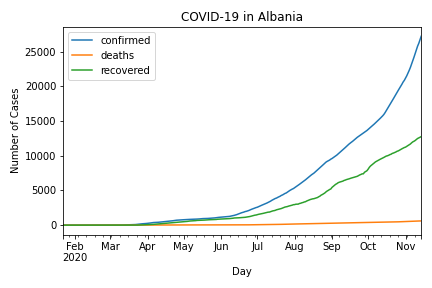 COVID-19 in Albania
confirmed
deaths
recovered
Number of Cases
25000
20000
15000
10000
5000
0
Feb Mar Apr May Jun Jul Aug Sep Oct Nov
2020
Day